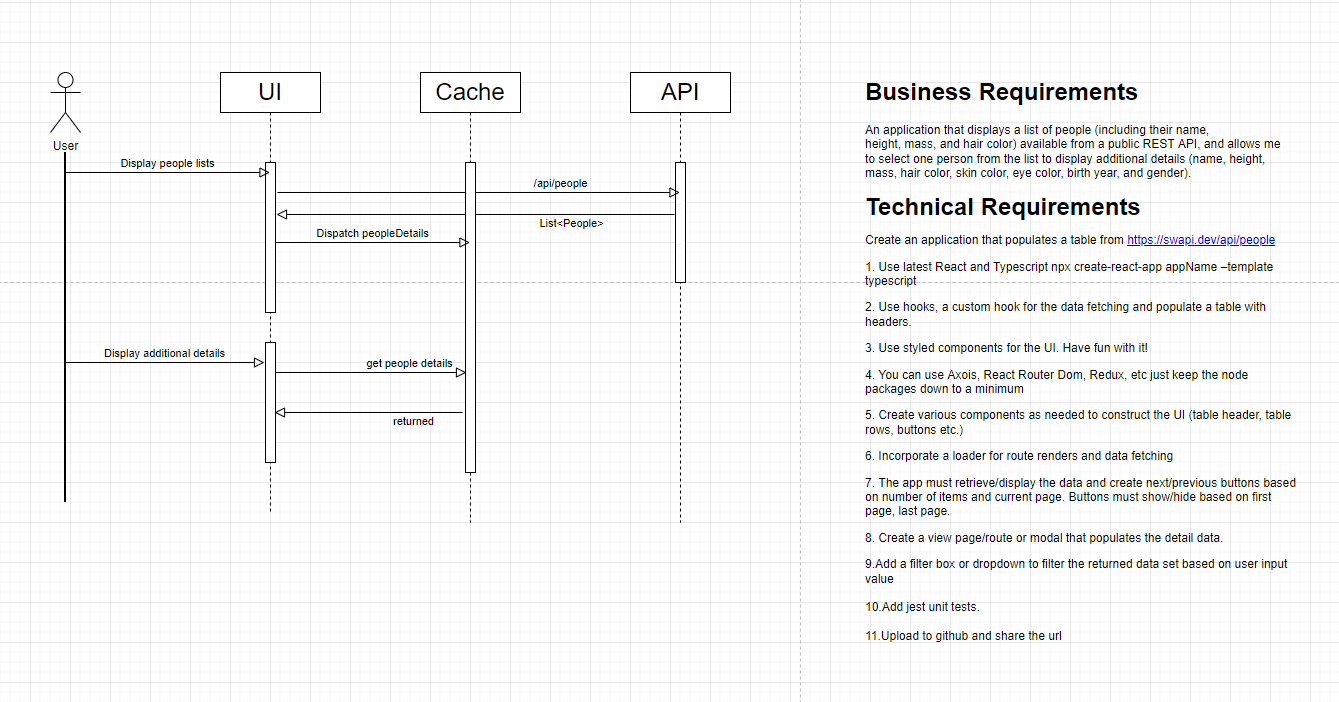 User
UI
Cache
API
Display people lists
/api/people
List<People>
Dispatch peopleDetails
Display additional details
get people details
returned
Business Requirements
An application that displays a list of people (including their name,
height, mass, and hair color) available from a public REST API, and allows me
to select one person from the list to display additional details (name, height,
mass, hair color, skin color, eye color, birth year, and gender).
Technical Requirements
Create an application that populates a table from https://swapi.dev/api/people
1. Use latest React and Typescript npx create-react-app appName –template
typescript
2. Use hooks, a custom hook for the data fetching and populate a table with
headers.
3. Use styled components for the UI. Have fun with it!
4. You can use Axois, React Router Dom, Redux, etc just keep the node
packages down to a minimum
5. Create various components as needed to construct the UI (table header, table
rows, buttons etc.)
6. Incorporate a loader for route renders and data fetching
7. The app must retrieve/display the data and create next/previous buttons based
on number of items and current page. Buttons must show/hide based on first
page, last page.
8. Create a view page/route or modal that populates the detail data.
9.Add a filter box or dropdown to filter the returned data set based on user input
value
10.Add jest unit tests.
11.Upload to github and share the url